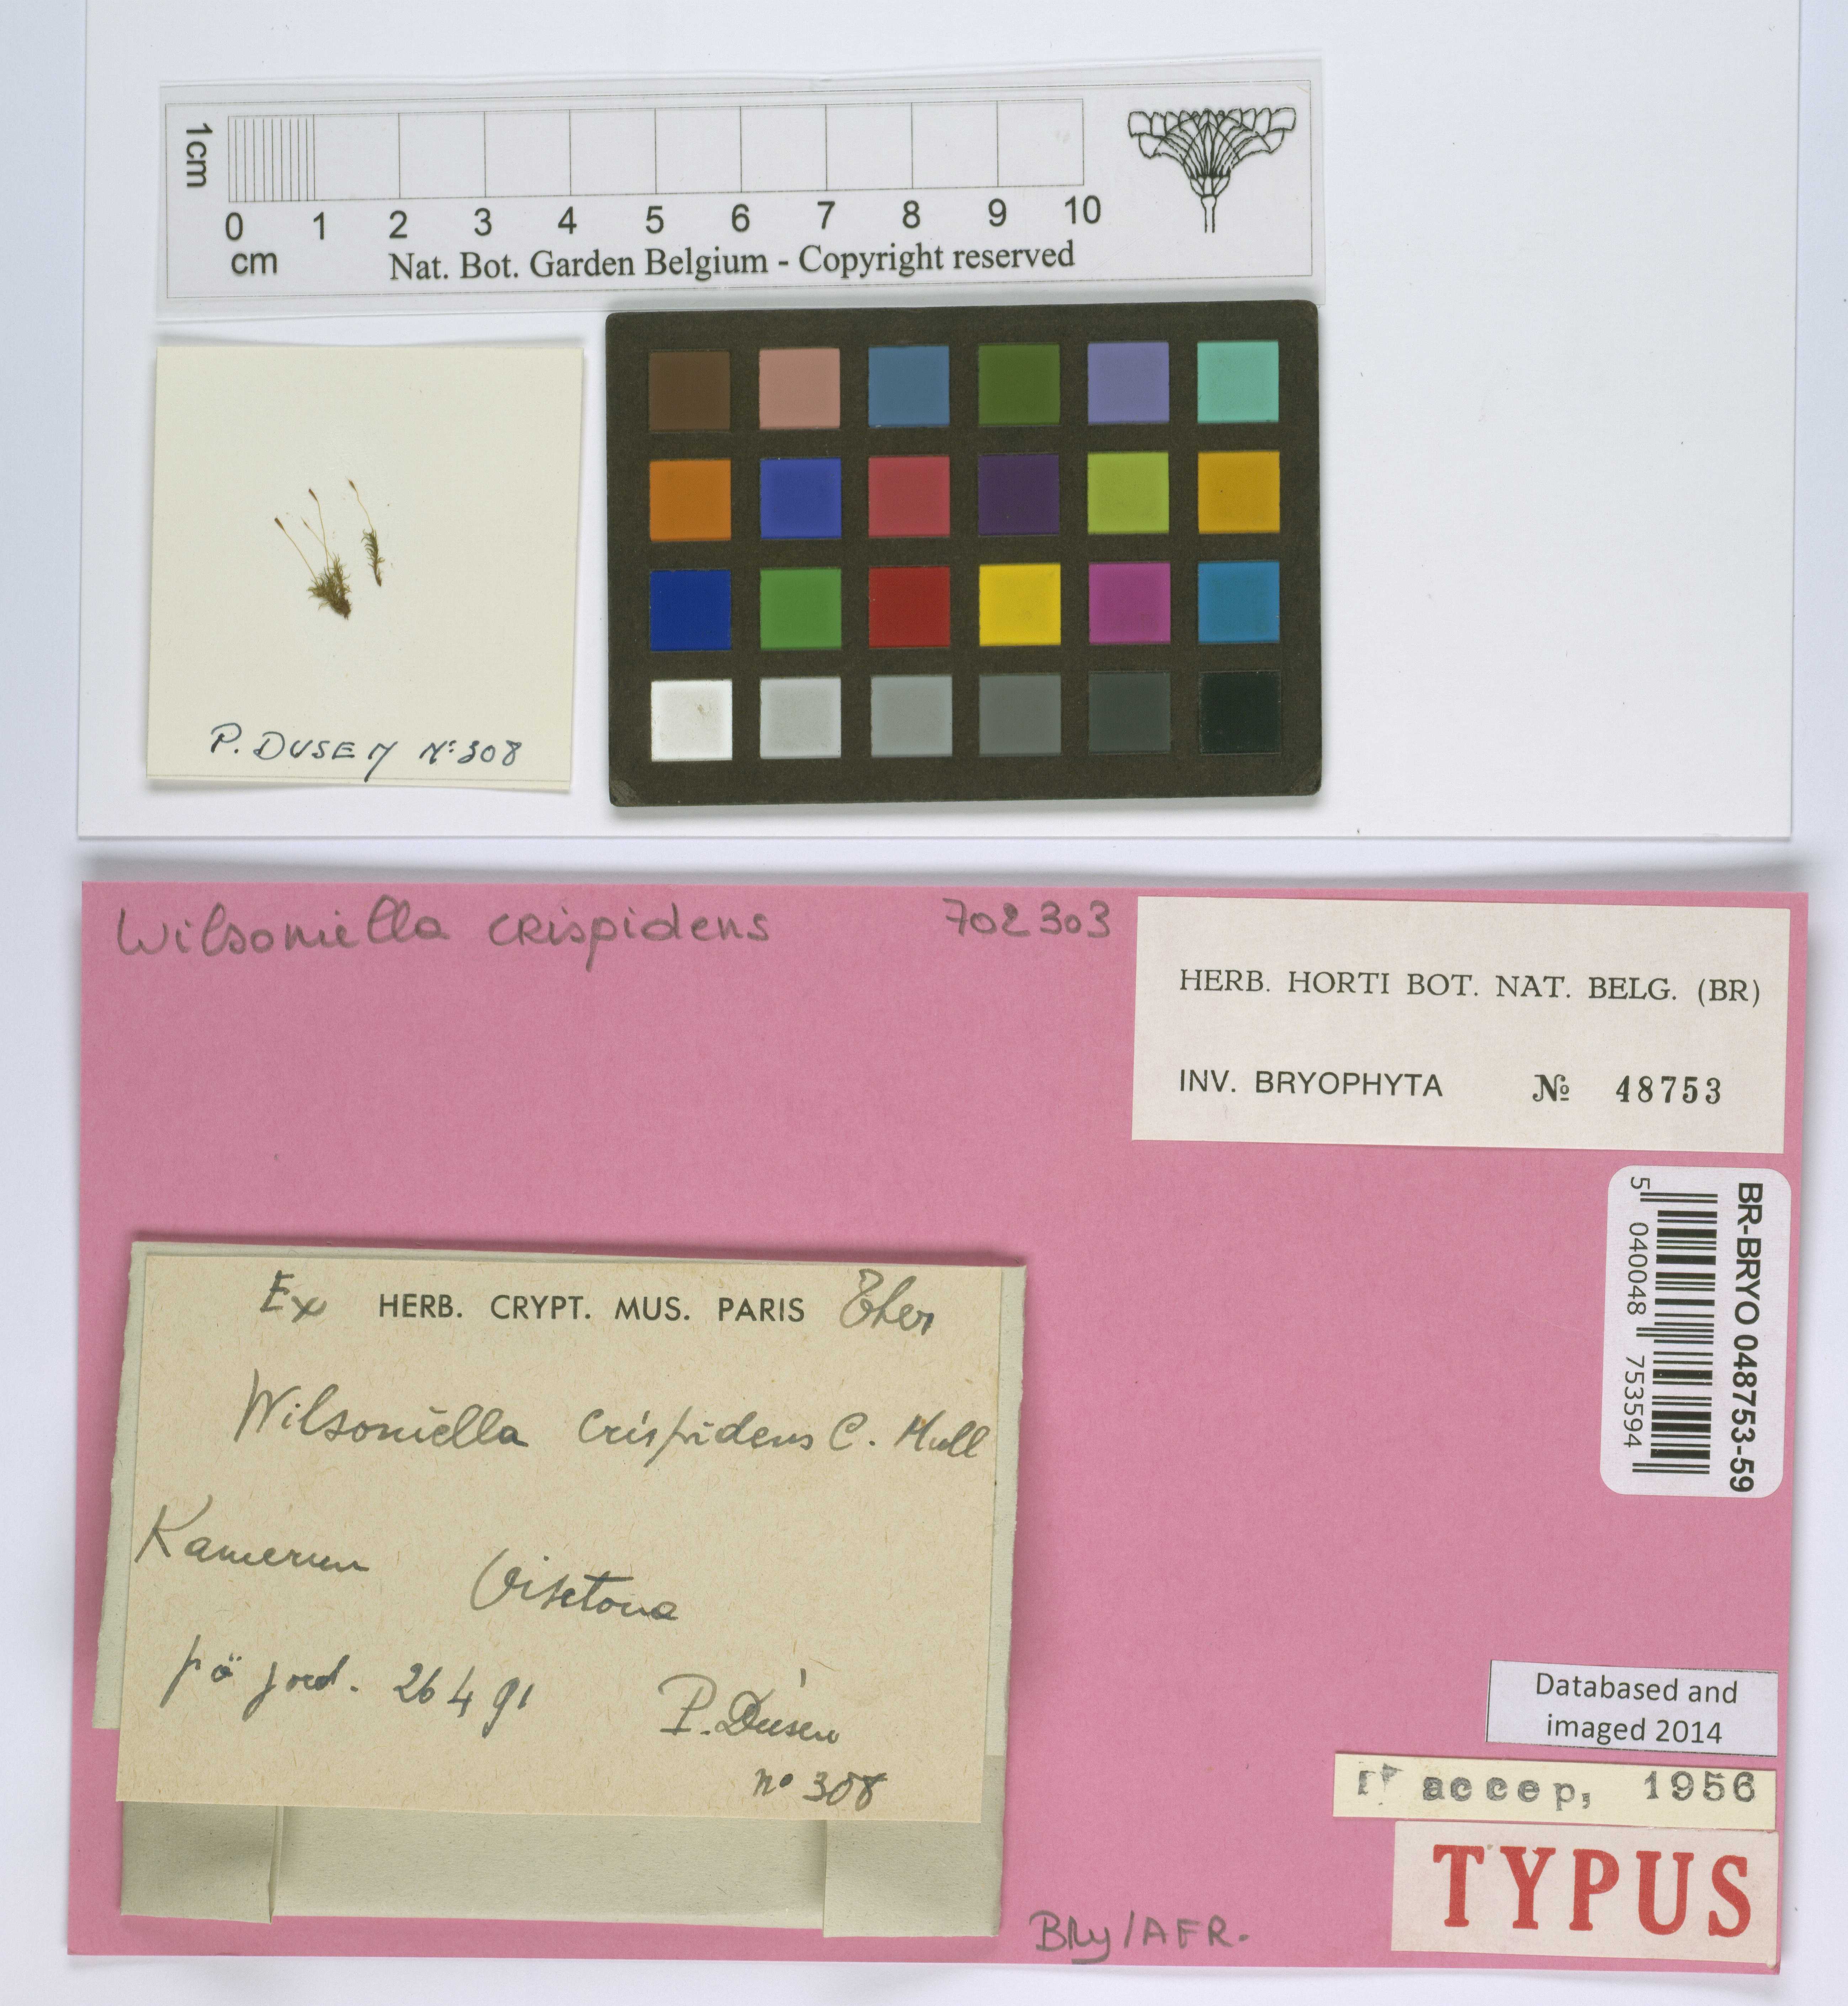 1cm
0 1 2 3 4 5 6 7 8 9 10
cm
Nat. Bot. Garden Belgium - Copyright reserved
P. DUSEN N° 308
Wilsoniella crispidens 702303
HERB. HORTI BOT. NAT. BELG. (BR)
INV. BRYOPHYTA № 48753
BR-BRYO 048753-59
5 040048 753594
Ex HERB. CRYPT. MUS. PARIS Ther
Wilsoniella crispidens C. Mull
Kamerun Visetona
på jord. 26 4 91 P. Dusén
n° 308
Databased and
imaged 2014
accep, 1956
TYPUS
Bry/AFR.